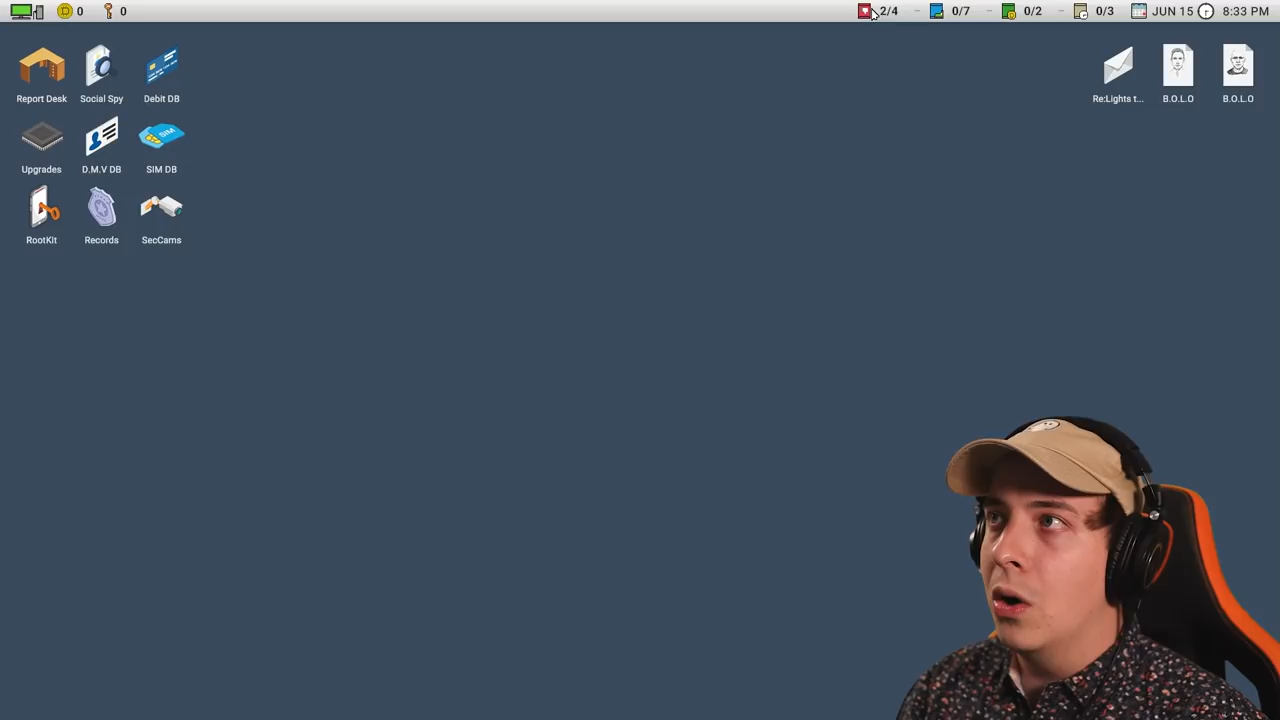 0 0 2/4 - 0/7 - 0/2 - 0/3 JUN 15 8:33 PM
Report Desk Social Spy Debit DB Re:Lights t... B.O.L.O B.O.L.O
Upgrades D.M.V DB SIM DB
SIM
RootKit Records SecCams